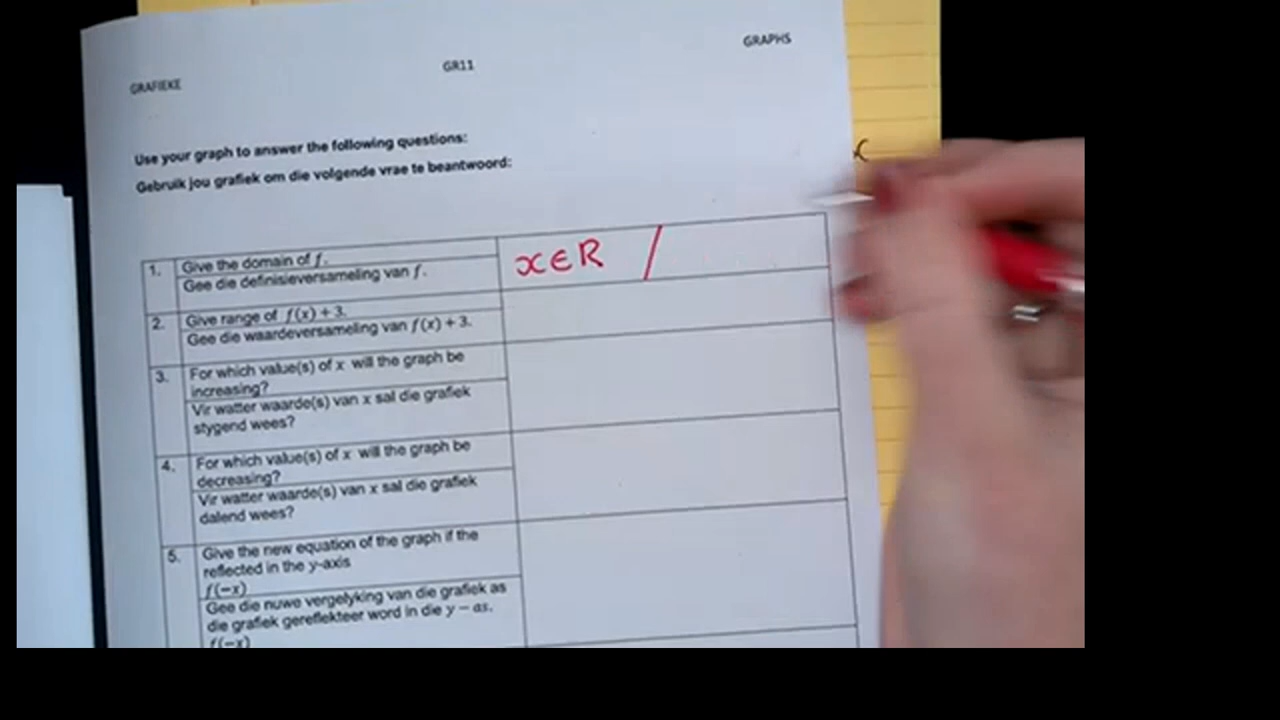 GRAFIEKE GR11 GRAPHS
Use your graph to answer the following questions:
Gebruik jou grafiek om die volgende vrae te beantwoord:
1. Give the domain of f.
Gee die definisieversameling van f.
x∈R /
2. Give range of f(x) + 3.
Gee die waardeversameling van f(x) + 3.
3. For which value(s) of x will the graph be
increasing?
Vir watter waarde(s) van x sal die grafiek
stygend wees?
4. For which value(s) of x will the graph be
decreasing?
Vir watter waarde(s) van x sal die grafiek
dalend wees?
5. Give the new equation of the graph if the
reflected in the y-axis
f(−x)
Gee die nuwe vergelyking van die grafiek as
die grafiek gereflekteer word in die y − as.
f(−x)